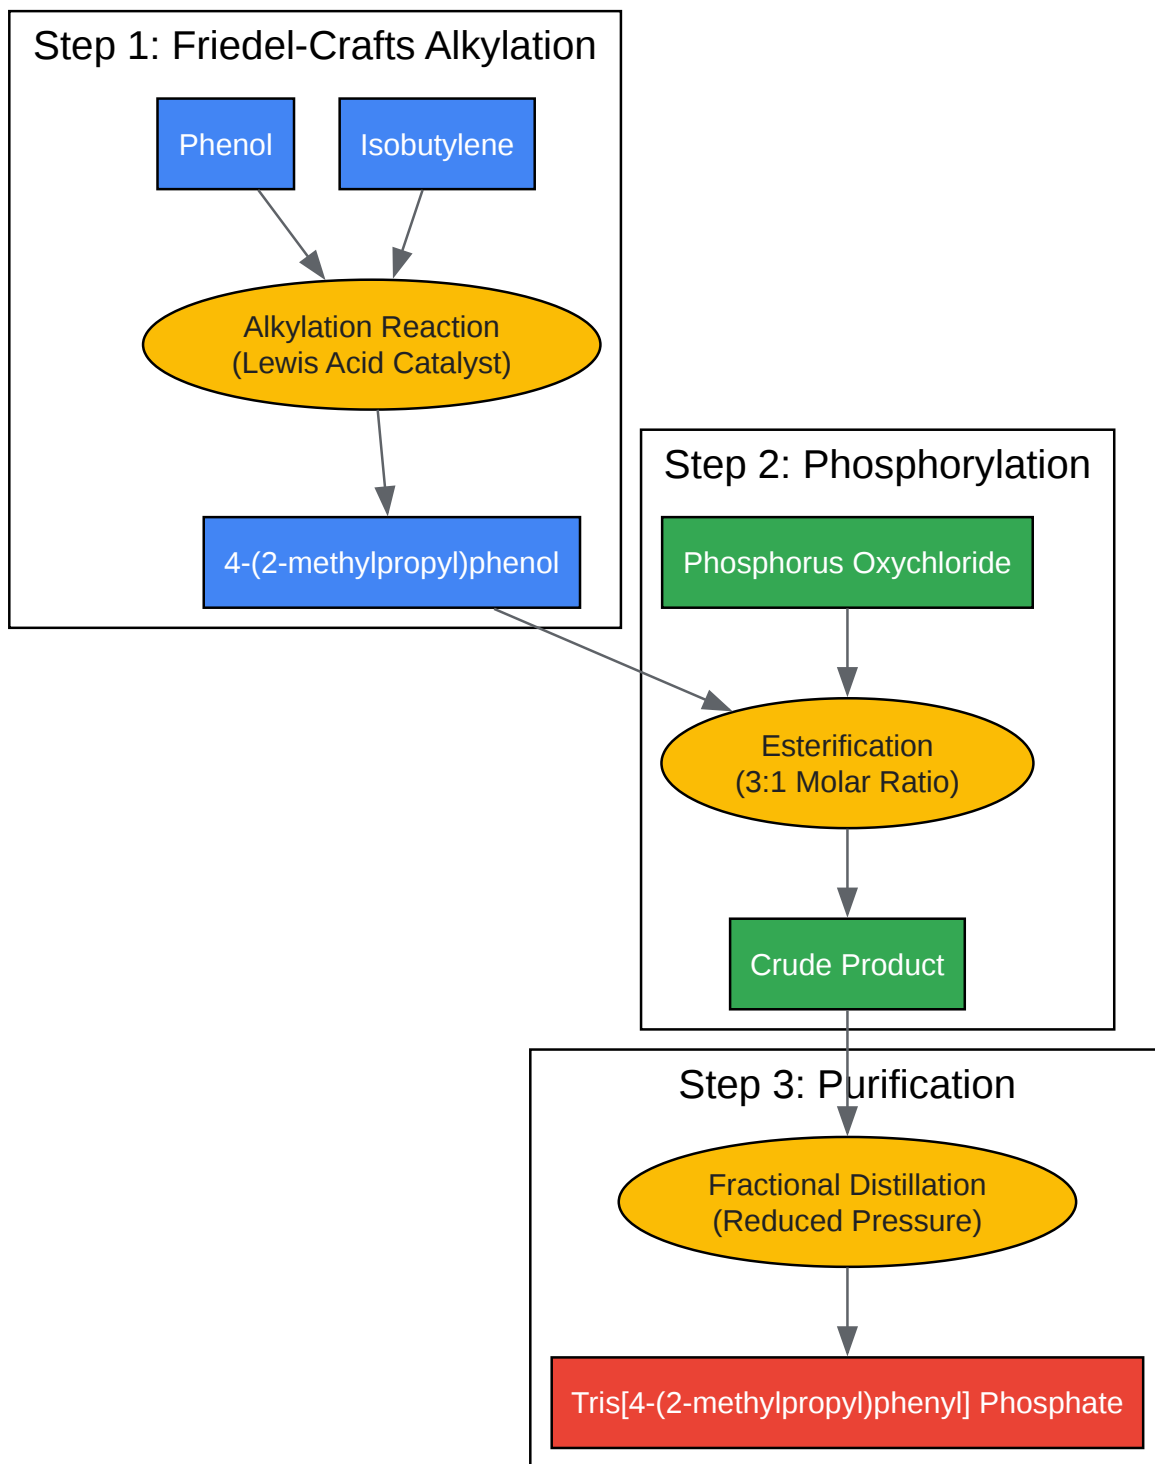 Step 1: Friedel-Crafts Alkylation
Phenol
Isobutylene
Alkylation Reaction
(Lewis Acid Catalyst)
4-(2-methylpropyl)phenol
Step 2: Phosphorylation
Phosphorus Oxychloride
Esterification
(3:1 Molar Ratio)
Crude Product
Step 3: Purification
Fractional Distillation
(Reduced Pressure)
Tris[4-(2-methylpropyl)phenyl] Phosphate